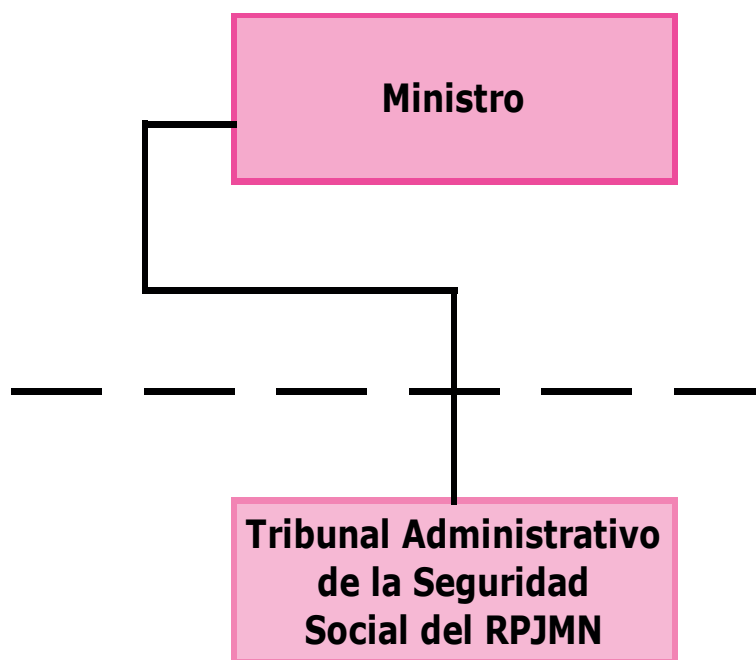 Ministro
Tribunal Administrativo
de la Seguridad
Social del RPJMN